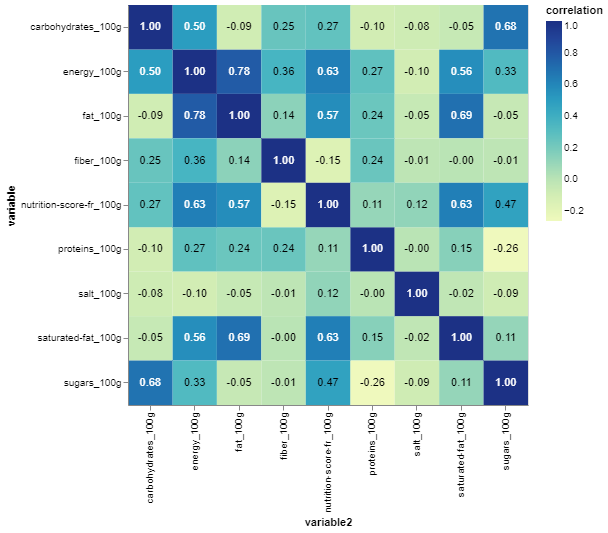 correlation
carbohydrates_100g 1.00 0.50 -0.09 0.25 0.27 -0.10 -0.08 -0.05 0.68
energy_100g 0.50 1.00 0.78 0.36 0.63 0.27 -0.10 0.56 0.33
fat_100g -0.09 0.78 1.00 0.14 0.57 0.24 -0.05 0.69 -0.05
fiber_100g 0.25 0.36 0.14 1.00 -0.15 0.24 -0.01 -0.00 -0.01
nutrition-score-fr_100g 0.27 0.63 0.57 -0.15 1.00 0.11 0.12 0.63 0.47
proteins_100g -0.10 0.27 0.24 0.24 0.11 1.00 -0.00 0.15 -0.26
salt_100g -0.08 -0.10 -0.05 -0.01 0.12 -0.00 1.00 -0.02 -0.09
saturated-fat_100g -0.05 0.56 0.69 -0.00 0.63 0.15 -0.02 1.00 0.11
sugars_100g 0.68 0.33 -0.05 -0.01 0.47 -0.26 -0.09 0.11 1.00
variable
carbohydrates_100g
energy_100g
fat_100g
fiber_100g
nutrition-score-fr_100g
proteins_100g
salt_100g
saturated-fat_100g
sugars_100g
variable2
1.0
0.8
0.6
0.4
0.2
0.0
−0.2